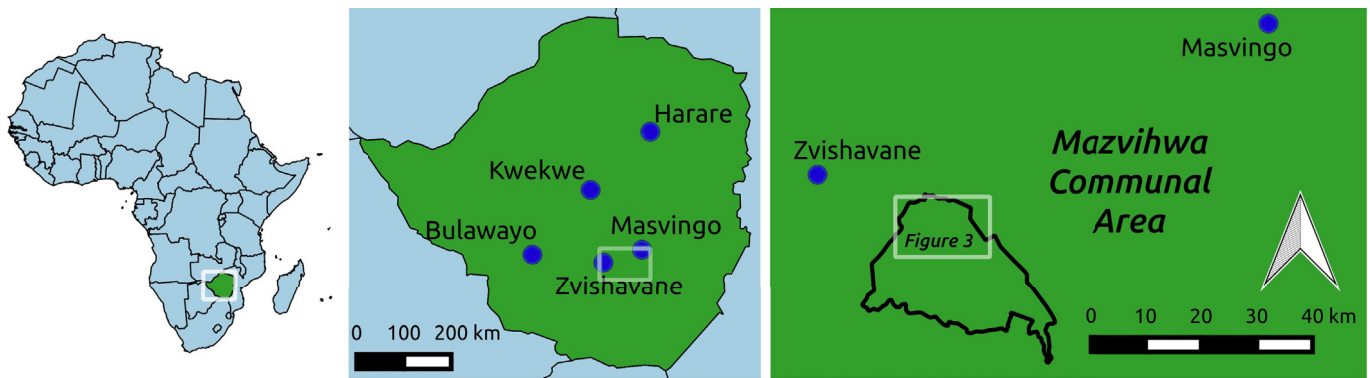 Harare
Kwekwe
Bulawayo
Masvingo
Zvishavane
0 100 200 km
Masvingo
Zvishavane
Mazvihwa
Communal
Area
Figure 3
0 10 20 30 40 km